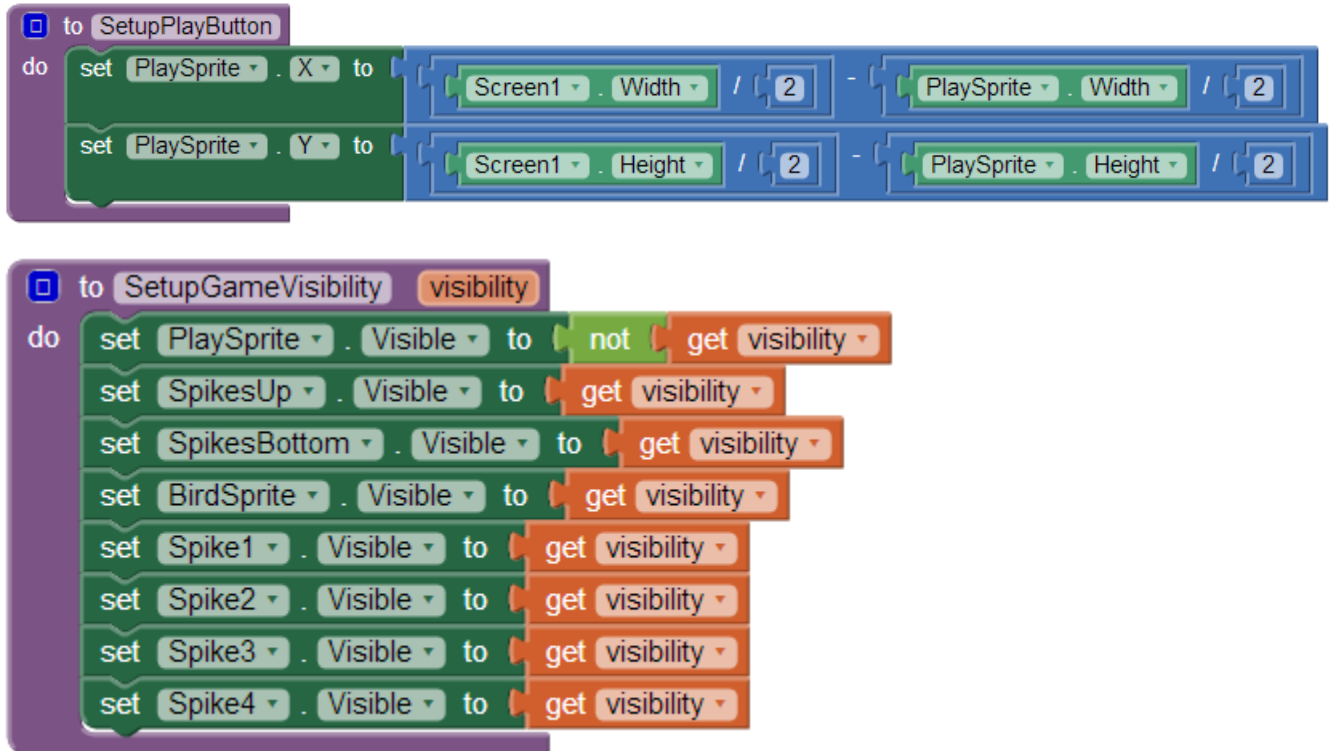 to SetupPlayButton
do set PlaySprite . X to Screen1 . Width / 2 - PlaySprite . Width / 2
set PlaySprite . Y to Screen1 . Height / 2 - PlaySprite . Height / 2
to SetupGameVisibility visibility
do set PlaySprite . Visible to not get visibility
set SpikesUp . Visible to get visibility
set SpikesBottom . Visible to get visibility
set BirdSprite . Visible to get visibility
set Spike1 . Visible to get visibility
set Spike2 . Visible to get visibility
set Spike3 . Visible to get visibility
set Spike4 . Visible to get visibility